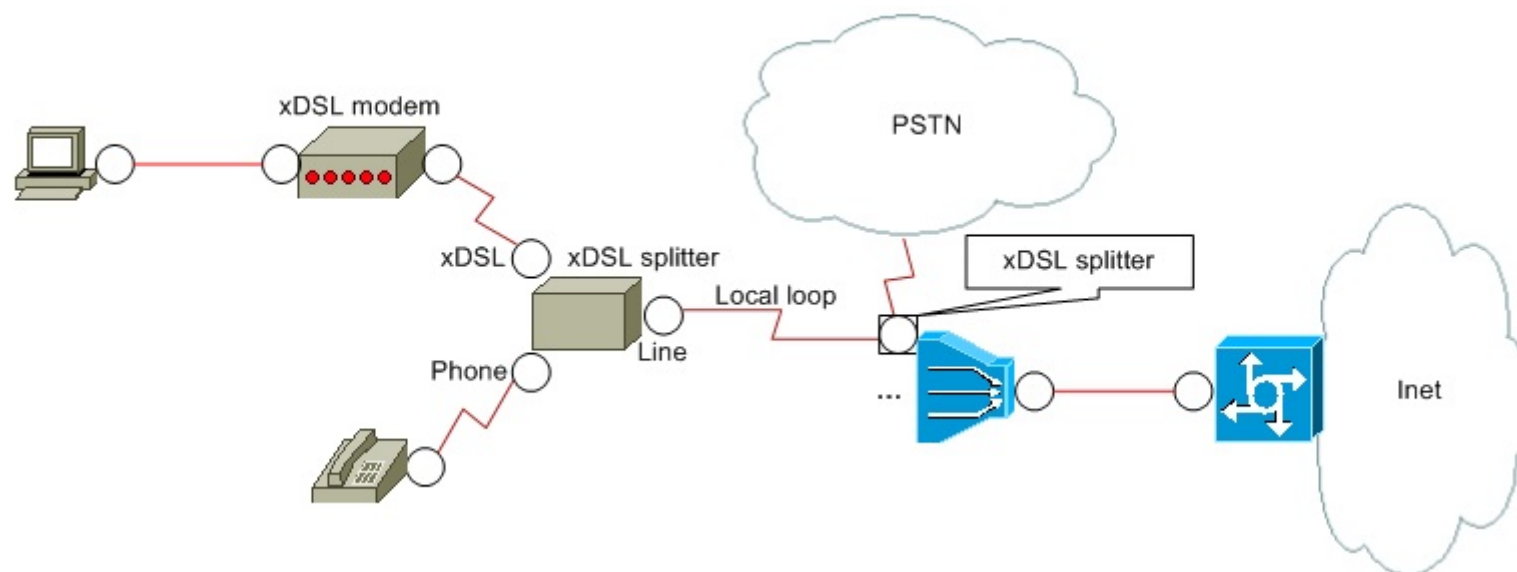 xDSL modem
PSTN
xDSL
xDSL splitter
xDSL splitter
Local loop
Line
Phone
...
Inet